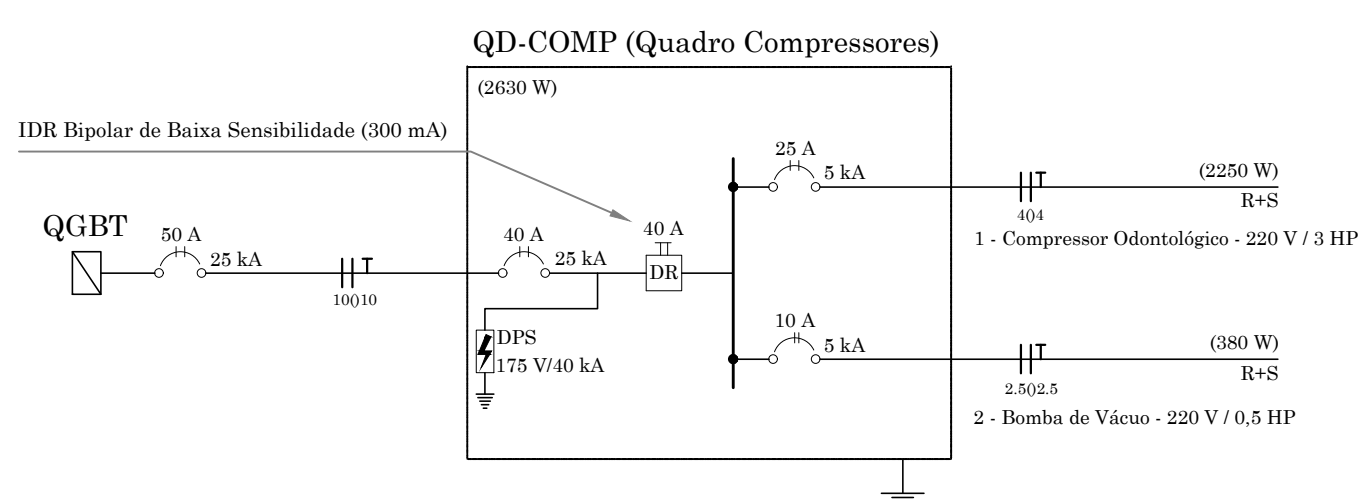 QD-COMP (Quadro Compressores)
(2630 W)
IDR Bipolar de Baixa Sensibilidade (300 mA)
QGBT
50 A
25 kA
10()10
40 A
25 kA
DPS
175 V/40 kA
40 A
DR
25 A
5 kA
4()4
(2250 W)
R+S
1 - Compressor Odontológico - 220 V / 3 HP
10 A
5 kA
2.5()2.5
(380 W)
R+S
2 - Bomba de Vácuo - 220 V / 0,5 HP